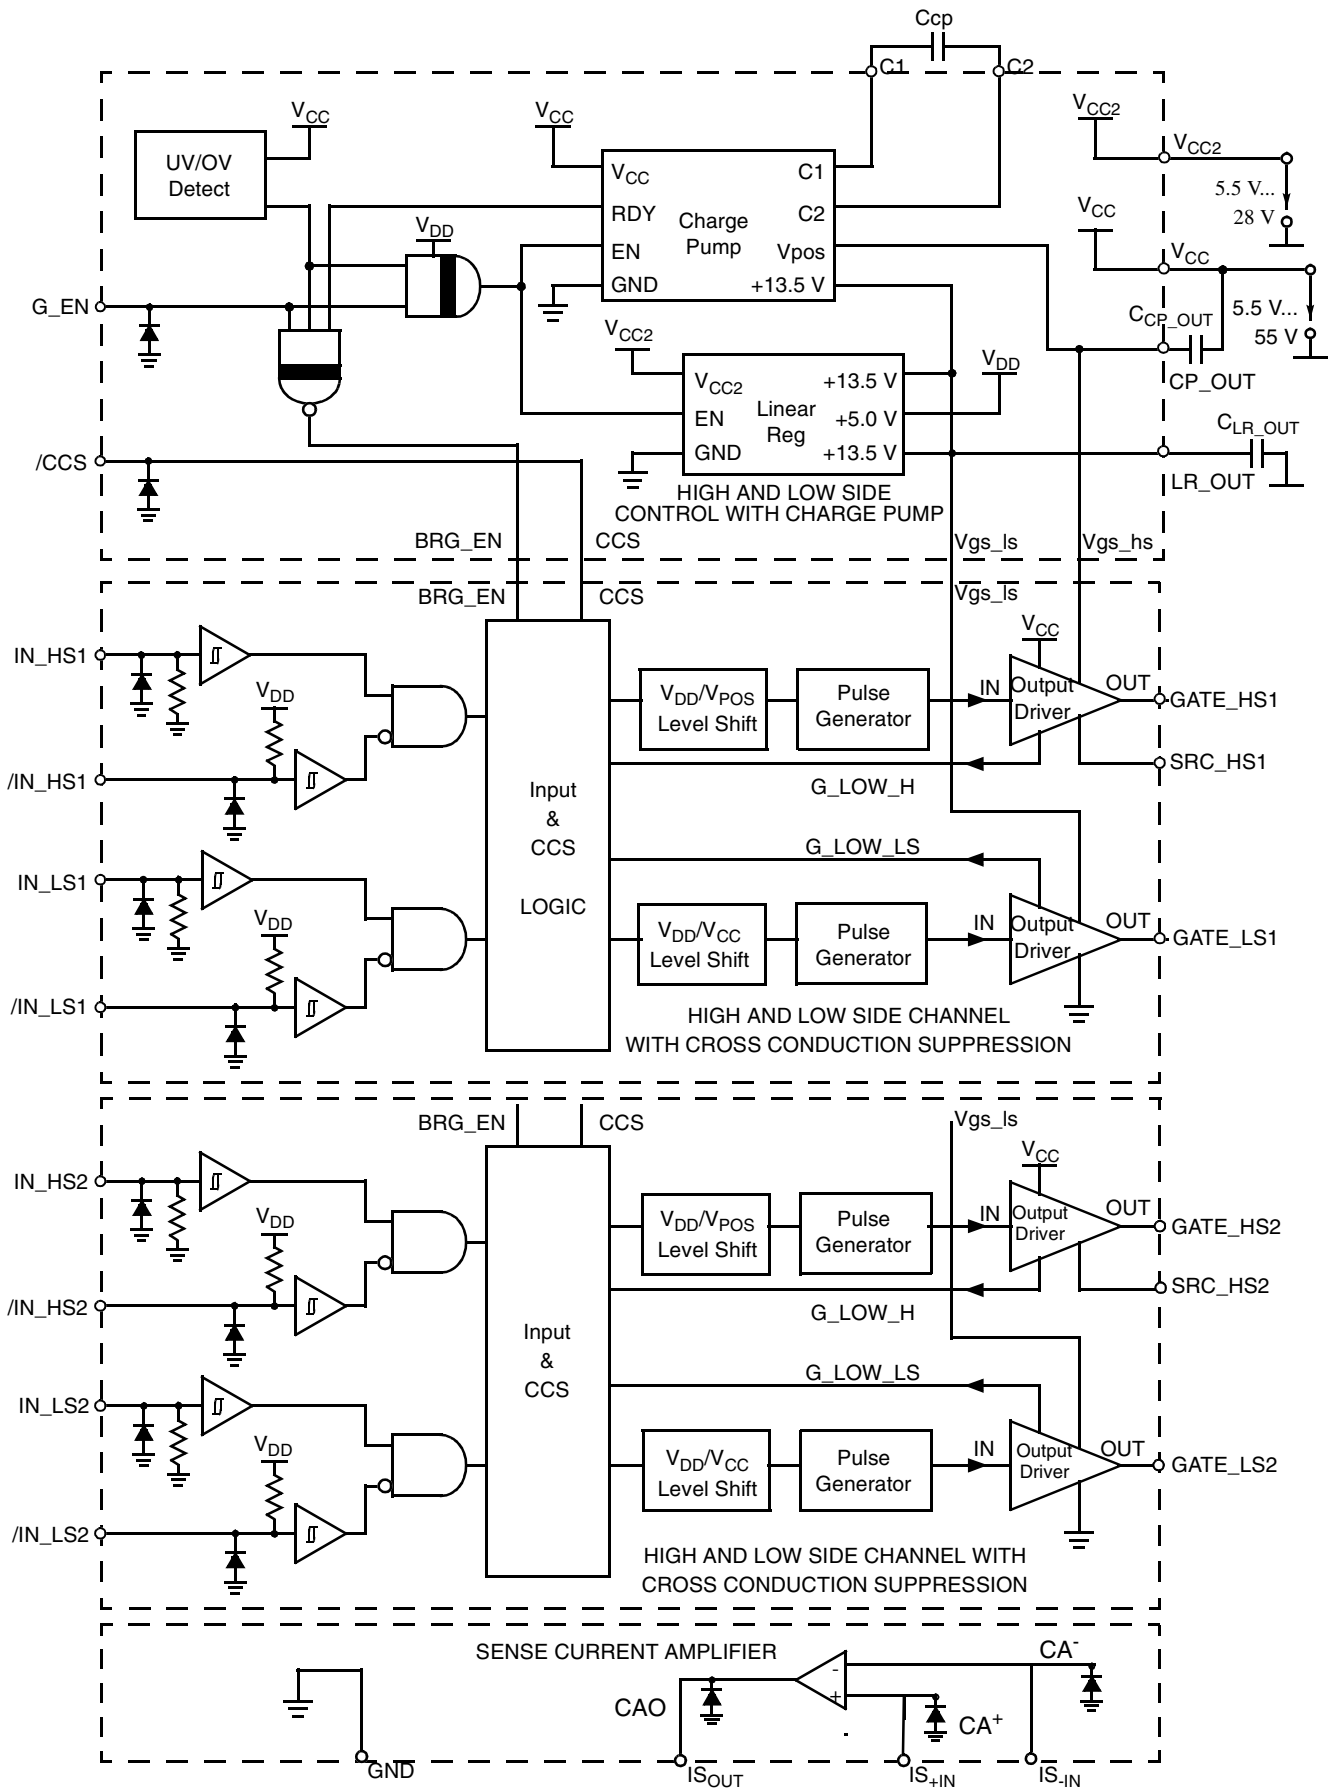 Ccp
C1
C2
VCC
VCC
VCC2
VCC2
UV/OV
Detect
VCC
C1
RDY
Charge
Pump
C2
5.5 V...
28 V
VDD
EN
Vpos
VCC
VCC
GND
+13.5 V
G_EN
CCP_OUT
5.5 V...
55 V
VCC2
VDD
CP_OUT
VCC2
Linear
Reg
+13.5 V
EN
+5.0 V
GND
+13.5 V
CLR_OUT
/CCS
LR_OUT
HIGH AND LOW SIDE
CONTROL WITH CHARGE PUMP
BRG_EN
CCS
Vgs_ls
Vgs_hs
BRG_EN
CCS
Vgs_ls
IN_HS1
VCC
VDD
VDD/VPOS
Level Shift
Pulse
Generator
IN
Output
Driver
OUT
GATE_HS1
/IN_HS1
SRC_HS1
G_LOW_H
Input
&
CCS
LOGIC
G_LOW_LS
IN_LS1
VDD
VDD/VCC
Level Shift
Pulse
Generator
IN
Output
Driver
OUT
GATE_LS1
/IN_LS1
HIGH AND LOW SIDE CHANNEL
WITH CROSS CONDUCTION SUPPRESSION
BRG_EN
CCS
Vgs_ls
IN_HS2
VCC
VDD
VDD/VPOS
Level Shift
Pulse
Generator
IN
Output
Driver
OUT
GATE_HS2
/IN_HS2
SRC_HS2
G_LOW_H
Input
&
CCS
G_LOW_LS
IN_LS2
VDD
VDD/VCC
Level Shift
Pulse
Generator
IN
Output
Driver
OUT
GATE_LS2
/IN_LS2
HIGH AND LOW SIDE CHANNEL WITH
CROSS CONDUCTION SUPPRESSION
SENSE CURRENT AMPLIFIER
CA-
-
+
CAO
CA+
GND
ISOUT
IS+IN
IS-IN